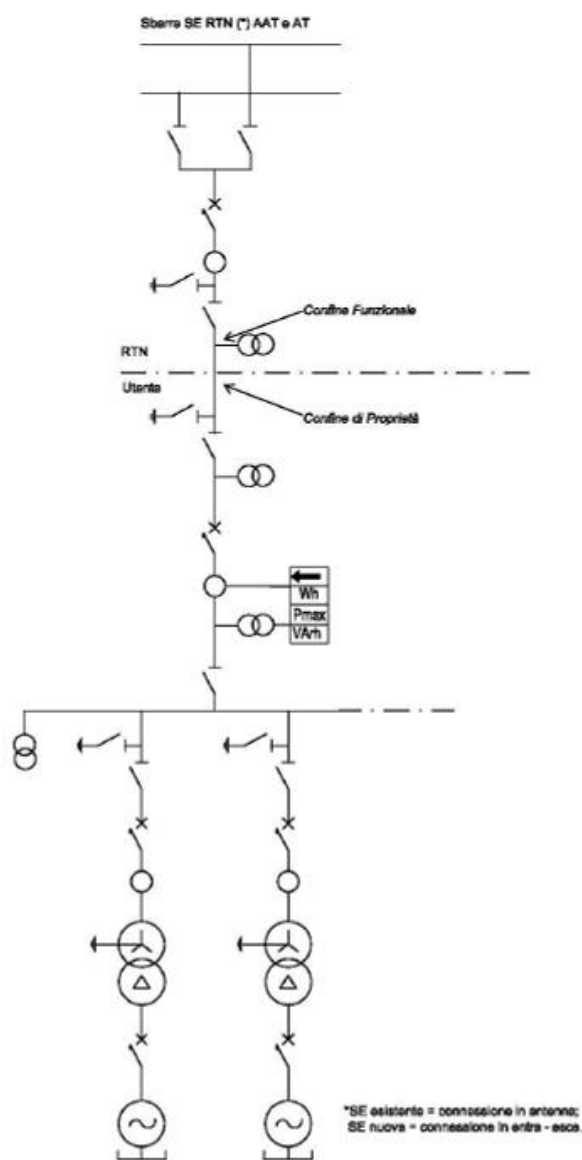 Sbarre SE RTN (*) AAT e AT
Confine Funzionale
RTN
Utente
Confine di Proprietà
Wh
Pmax
VArh
*SE esistente = connessione in antenna;
SE nuova = connessione in entra - esce.